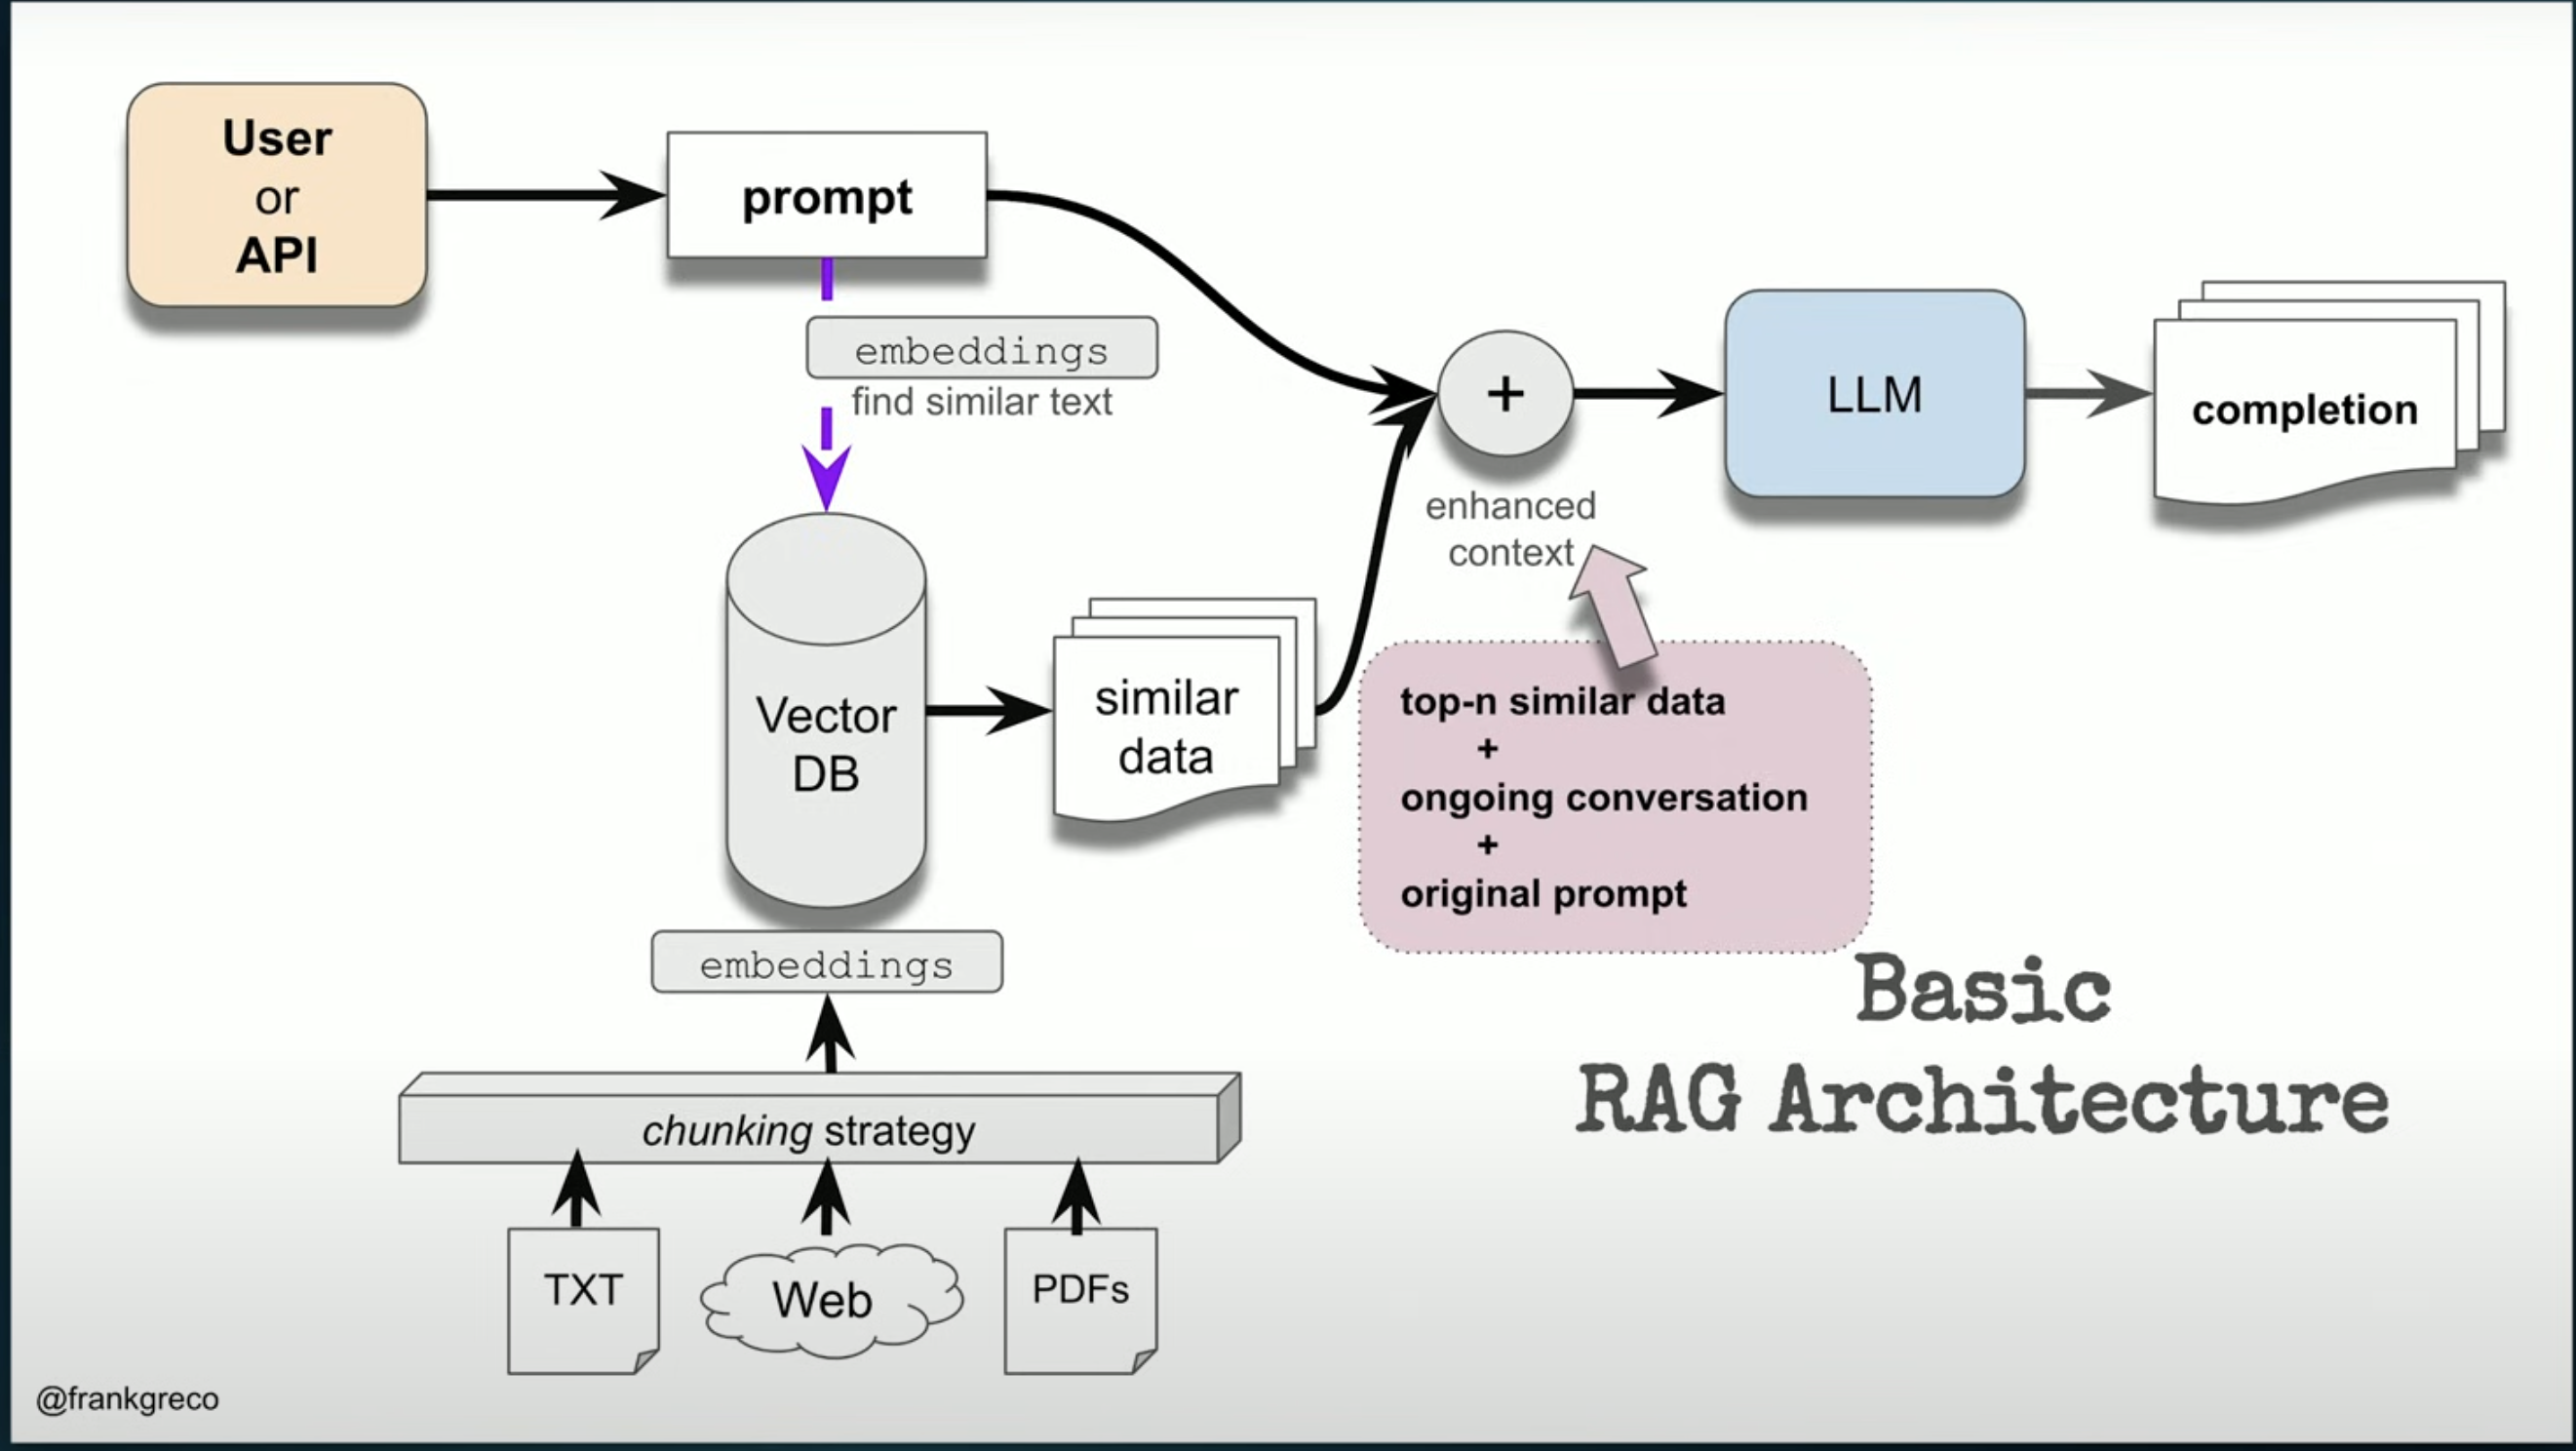 User
or
API
prompt
embeddings
find similar text
+
LLM
completion
enhanced
context
Vector
DB
similar
data
top-n similar data
+
ongoing conversation
+
original prompt
embeddings
Basic
RAG Architecture
chunking strategy
TXT
Web
PDFs
@frankgreco